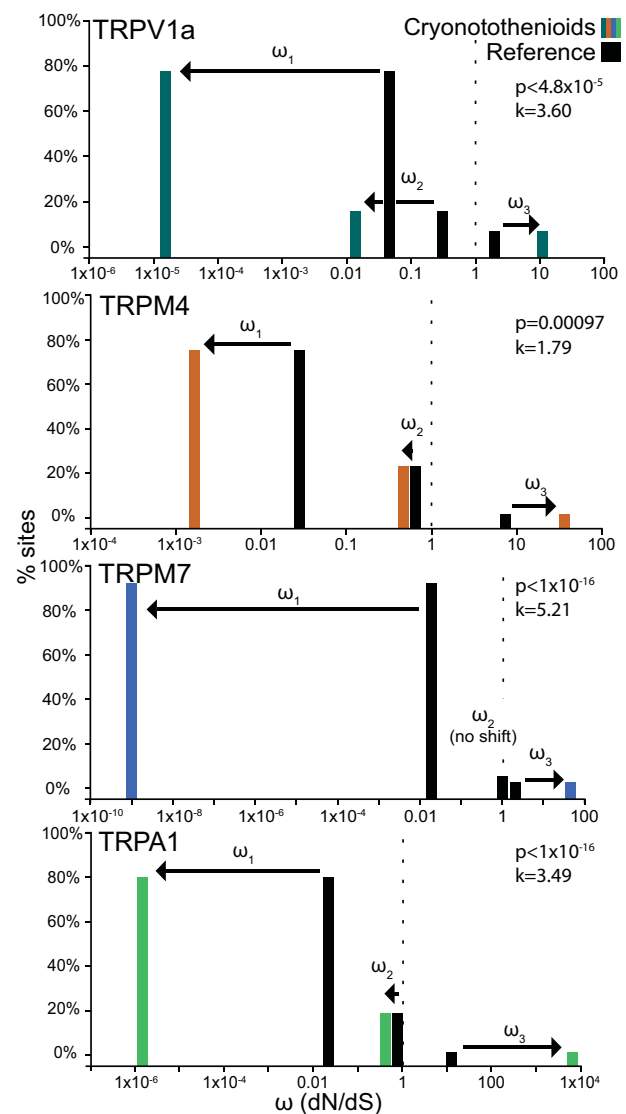 Cryonotothenioids
Reference
TRPV1a
100%
80%
60%
40%
20%
0%
ω1
ω2
ω3
p<4.8x10-5
k=3.60
1x10-6 1x10-5 1x10-4 1x10-3 0.01 0.1 1 10 100
TRPM4
100%
80%
60%
40%
20%
0%
ω1
ω2
ω3
p=0.00097
k=1.79
1x10-4 1x10-3 0.01 0.1 1 10 100
% sites
TRPM7
100%
80%
60%
40%
20%
0%
ω1
ω2
(no shift)
ω3
p<1x10-16
k=5.21
1x10-10 1x10-8 1x10-6 1x10-4 0.01 1 100
TRPA1
100%
80%
60%
40%
20%
0%
ω1
ω2
ω3
p<1x10-16
k=3.49
1x10-6 0.01 1 100 1x104
ω (dN/dS)